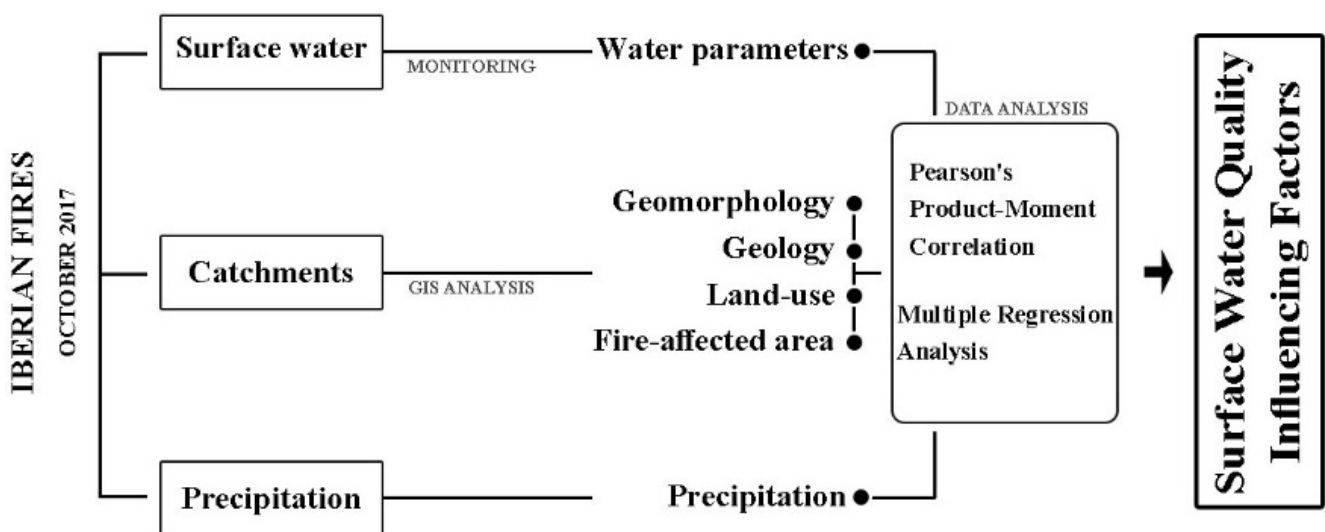 IBERIAN FIRES
OCTOBER 2017
Surface water
MONITORING
Water parameters
Catchments
GIS ANALYSIS
Geomorphology
Geology
Land-use
Fire-affected area
Precipitation
Precipitation
DATA ANALYSIS
Pearson's
Product-Moment
Correlation
Multiple Regression
Analysis
Surface Water Quality
Influencing Factors